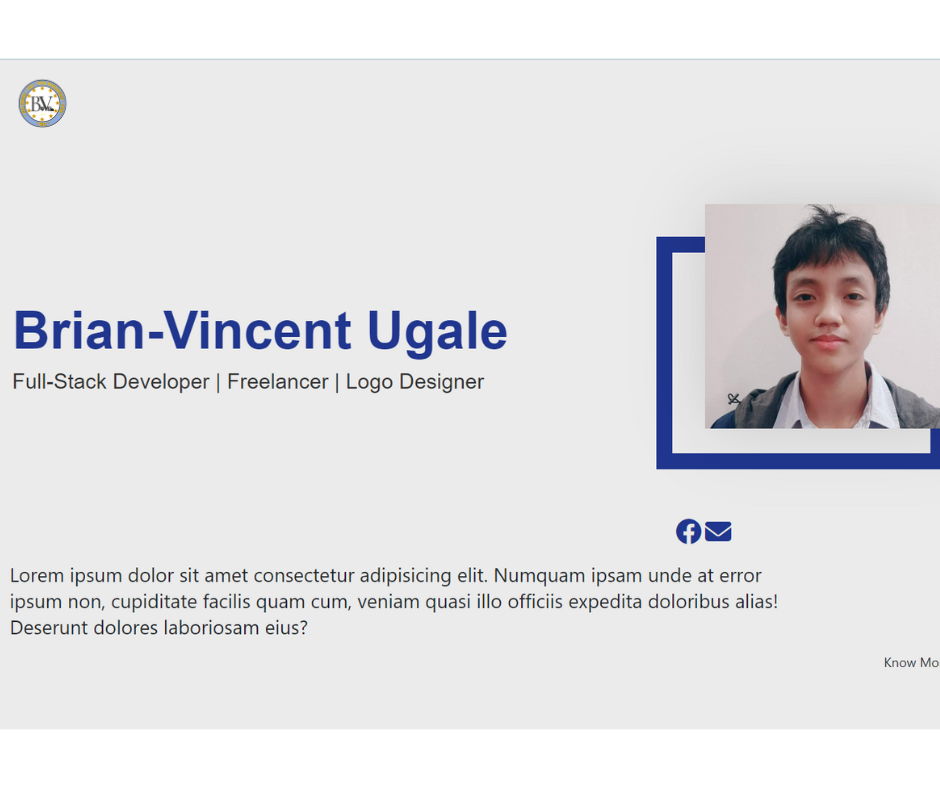 BV
Brian-Vincent Ugale
Full-Stack Developer | Freelancer | Logo Designer
Lorem ipsum dolor sit amet consectetur adipisicing elit. Numquam ipsam unde at error
ipsum non, cupiditate facilis quam cum, veniam quasi illo officiis expedita doloribus alias!
Deserunt dolores laboriosam eius?
Know Mo